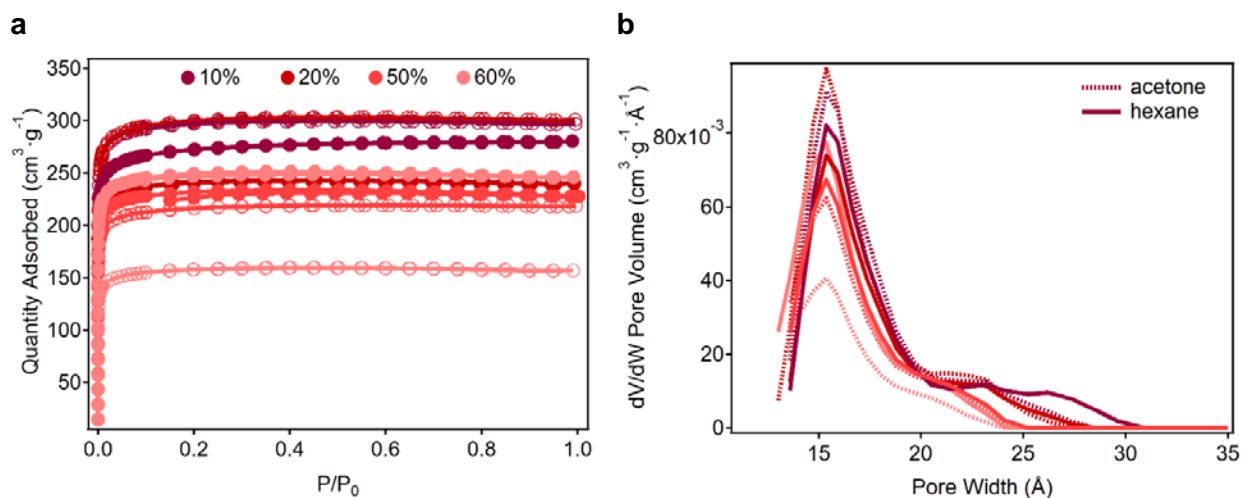 a
350
300
250
200
150
100
50
0.0 0.2 0.4 0.6 0.8 1.0
Quantity Adsorbed (cm³·g⁻¹)
P/P₀
10% 20% 50% 60%
b
80x10⁻³
60
40
20
0
15 20 25 30 35
dV/dW Pore Volume (cm³·g⁻¹·Å⁻¹)
Pore Width (Å)
acetone
hexane